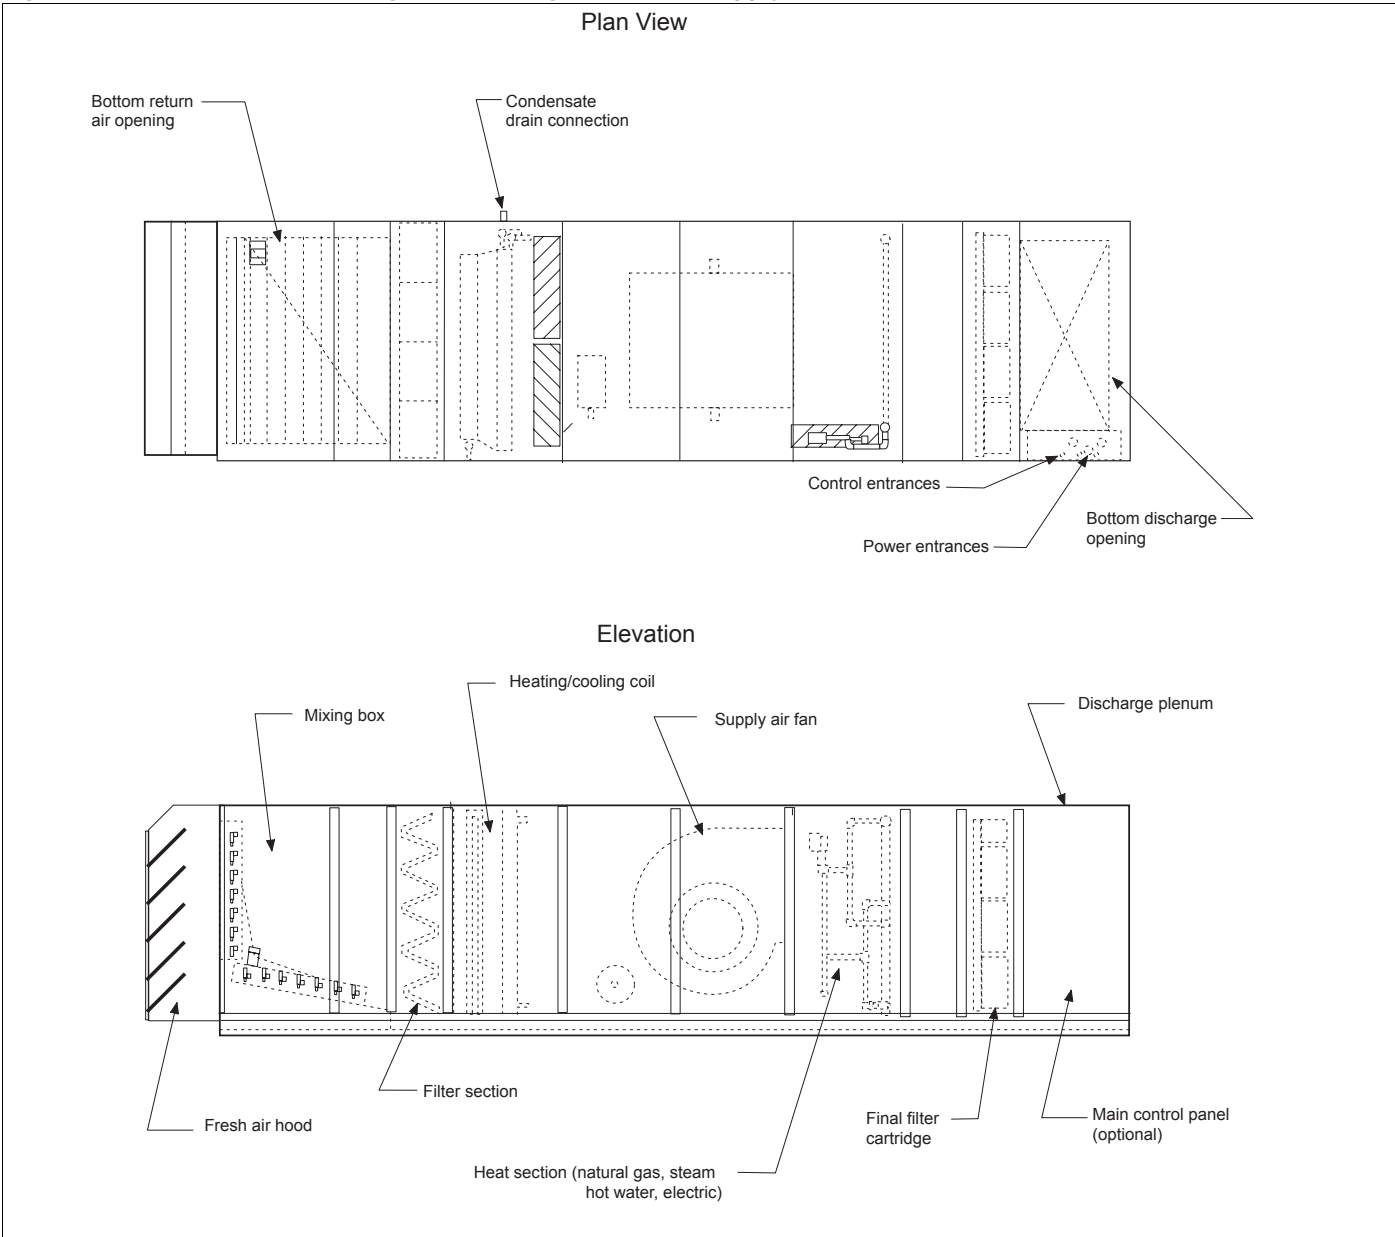 Plan View
Bottom return
air opening
Condensate
drain connection
Control entrances
Power entrances
Bottom discharge
opening
Elevation
Heating/cooling coil
Mixing box
Supply air fan
Discharge plenum
Filter section
Fresh air hood
Final filter
cartridge
Main control panel
(optional)
Heat section (natural gas, steam
hot water, electric)